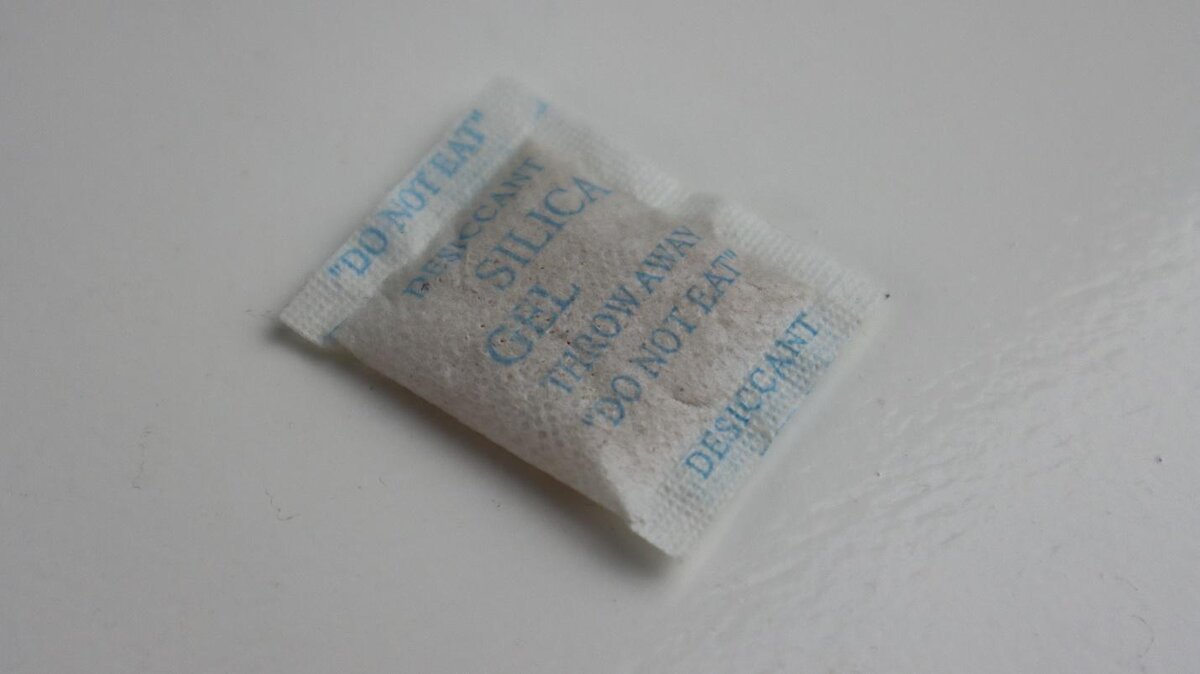 "DO NOT EAT"
DESICCANT
SILICA
GEL
THROW AWAY
"DO NOT EAT"
DESICCANT